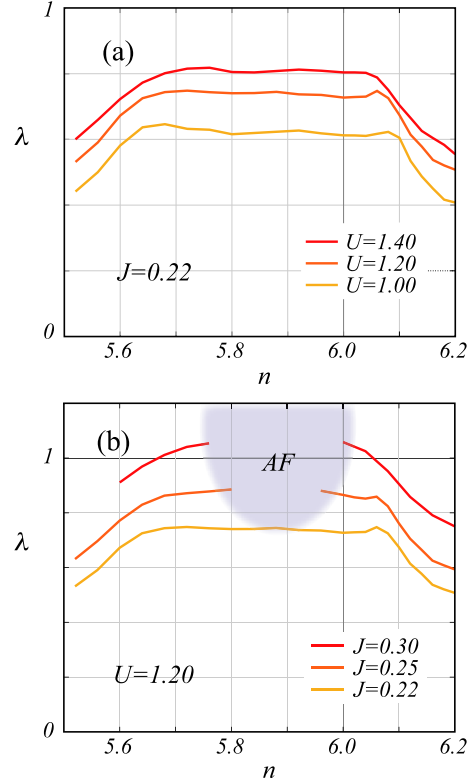 1
(a)
λ
U=1.40
U=1.20
J=0.22
U=1.00
0
5.6
5.8
6.0
6.2
n
(b)
AF
1
λ
J=0.30
J=0.25
U=1.20
J=0.22
0
5.6
5.8
6.0
6.2
n